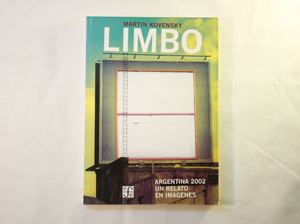 MARTIN KOVENSKY
LIMBO
ARGENTINA 2002
UN RELATO
EN IMAGENES